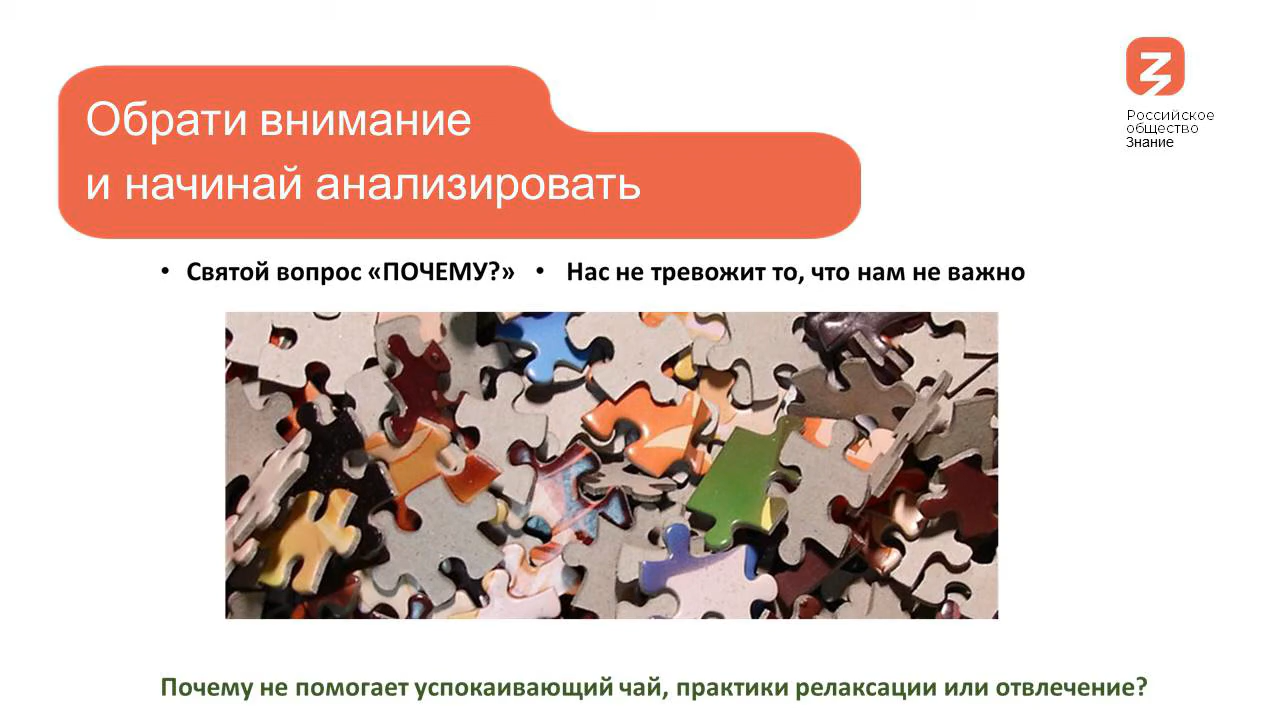 Обрати внимание
и начинай анализировать
Российское
общество
Знание
• Святой вопрос «ПОЧЕМУ?» • Нас не тревожит то, что нам не важно
Почему не помогает успокаивающий чай, практики релаксации или отвлечение?